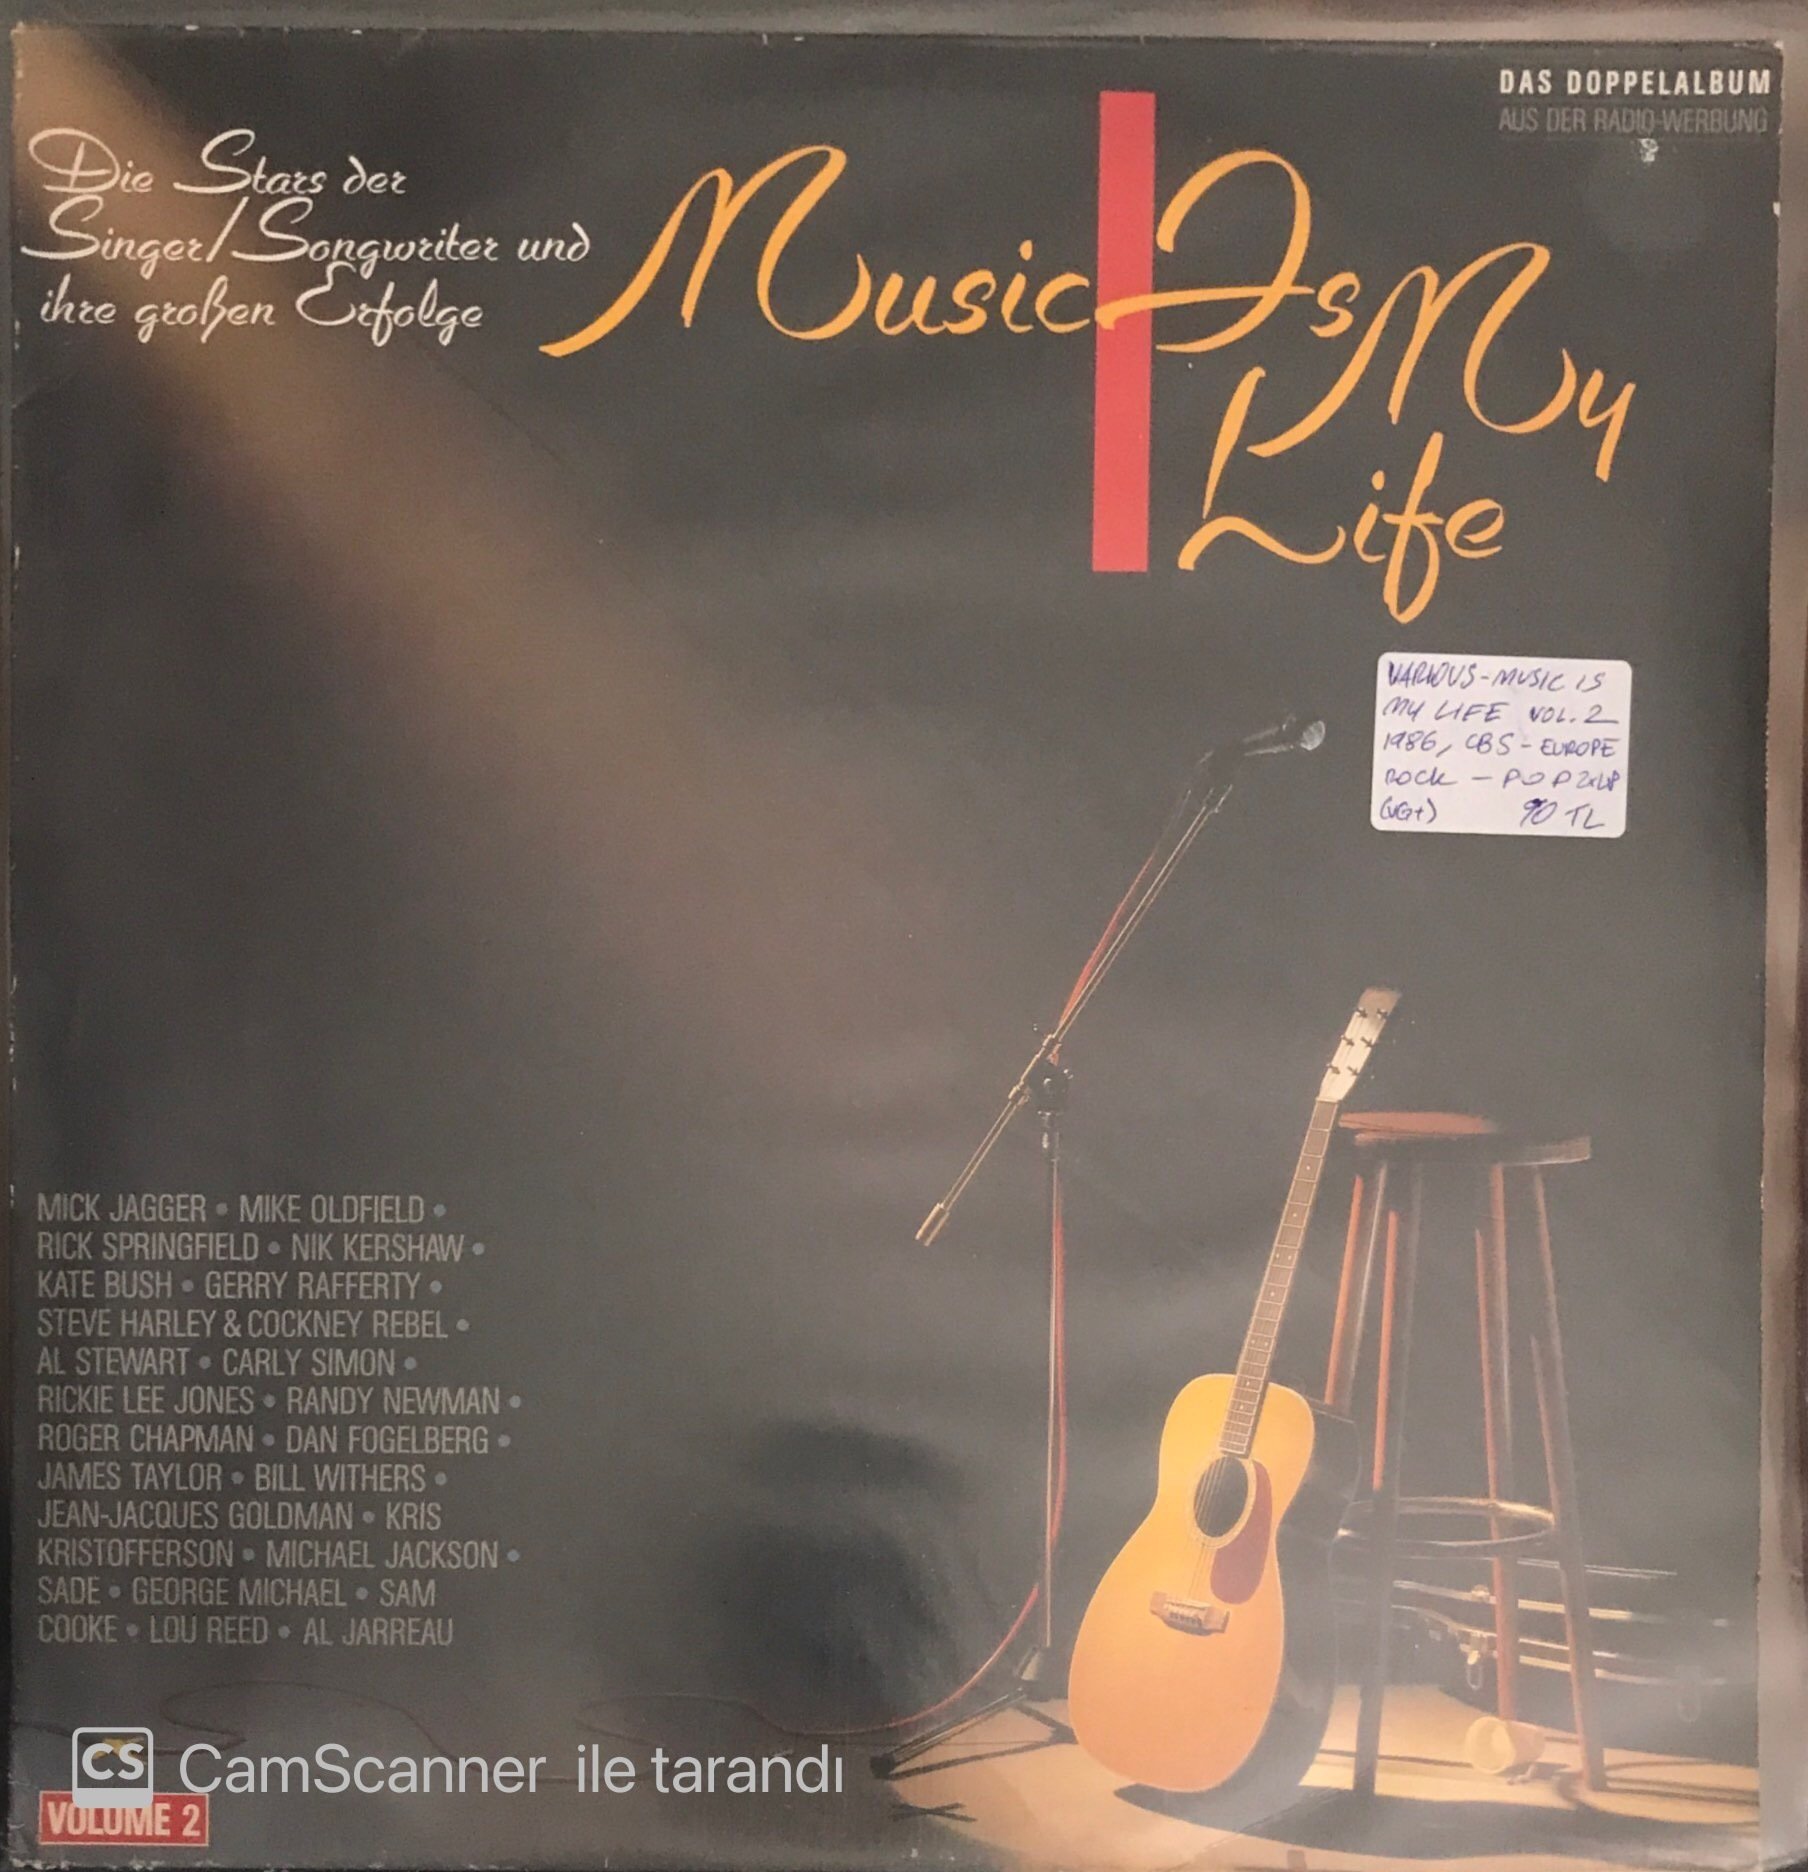 DAS DOPPELALBUM
AUS DER RADIO-WERBUNG
Die Stars der
Singer/Songwriter und
ihre großen Erfolge
Music Is My
Life
VARIOUS - MUSIC IS
MY LIFE VOL. 2
1986, CBS - EUROPE
ROCK - POP 2xLP
(VG+) 90 TL
MICK JAGGER • MIKE OLDFIELD •
RICK SPRINGFIELD • NIK KERSHAW •
KATE BUSH • GERRY RAFFERTY •
STEVE HARLEY & COCKNEY REBEL •
AL STEWART • CARLY SIMON •
RICKIE LEE JONES • RANDY NEWMAN •
ROGER CHAPMAN • DAN FOGELBERG •
JAMES TAYLOR • BILL WITHERS •
JEAN-JACQUES GOLDMAN • KRIS
KRISTOFFERSON • MICHAEL JACKSON •
SADE • GEORGE MICHAEL • SAM
COOKE • LOU REED • AL JARREAU
CS CamScanner ile tarandı
VOLUME 2